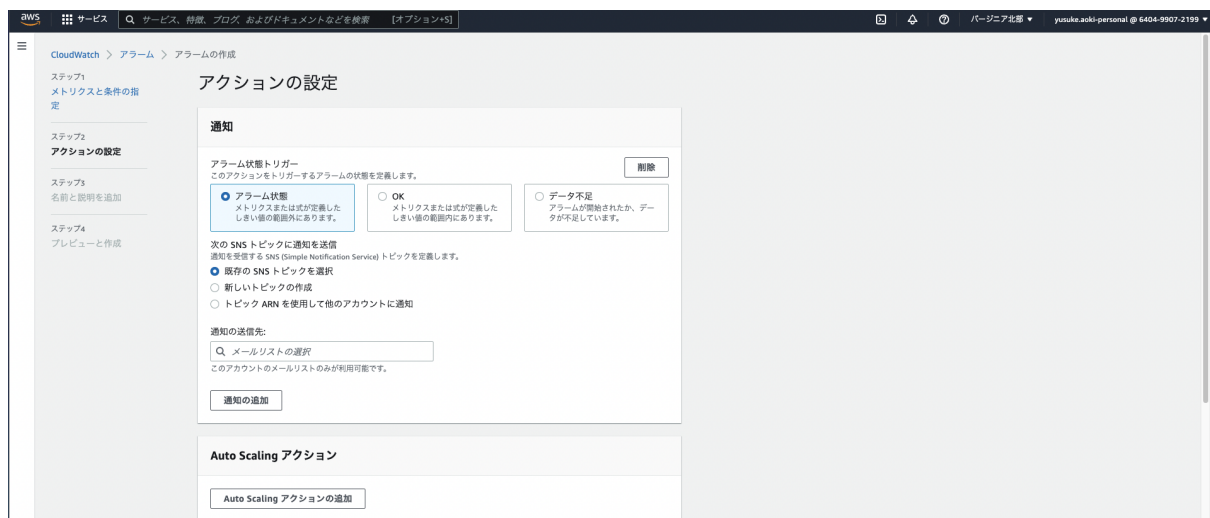 aws
サービス
サービス、特徴、ブログ、およびドキュメントなどを検索
[オプション+S]
バージニア北部 ▼
yusuke.aoki-personal @ 6404-9907-2199 ▼
CloudWatch > アラーム > アラームの作成
ステップ1
メトリクスと条件の指
定
ステップ2
アクションの設定
ステップ3
名前と説明を追加
ステップ4
プレビューと作成
アクションの設定
通知
アラーム状態トリガー
このアクションをトリガーするアラームの状態を定義します。
削除
アラーム状態
メトリクスまたは式が定義した
しきい値の範囲外にあります。
OK
メトリクスまたは式が定義した
しきい値の範囲内にあります。
データ不足
アラームが開始されたか、デー
タが不足しています。
次の SNS トピックに通知を送信
通知を受信する SNS (Simple Notification Service) トピックを定義します。
既存の SNS トピックを選択
新しいトピックの作成
トピック ARN を使用して他のアカウントに通知
通知の送信先:
メールリストの選択
このアカウントのメールリストのみが利用可能です。
通知の追加
Auto Scaling アクション
Auto Scaling アクションの追加